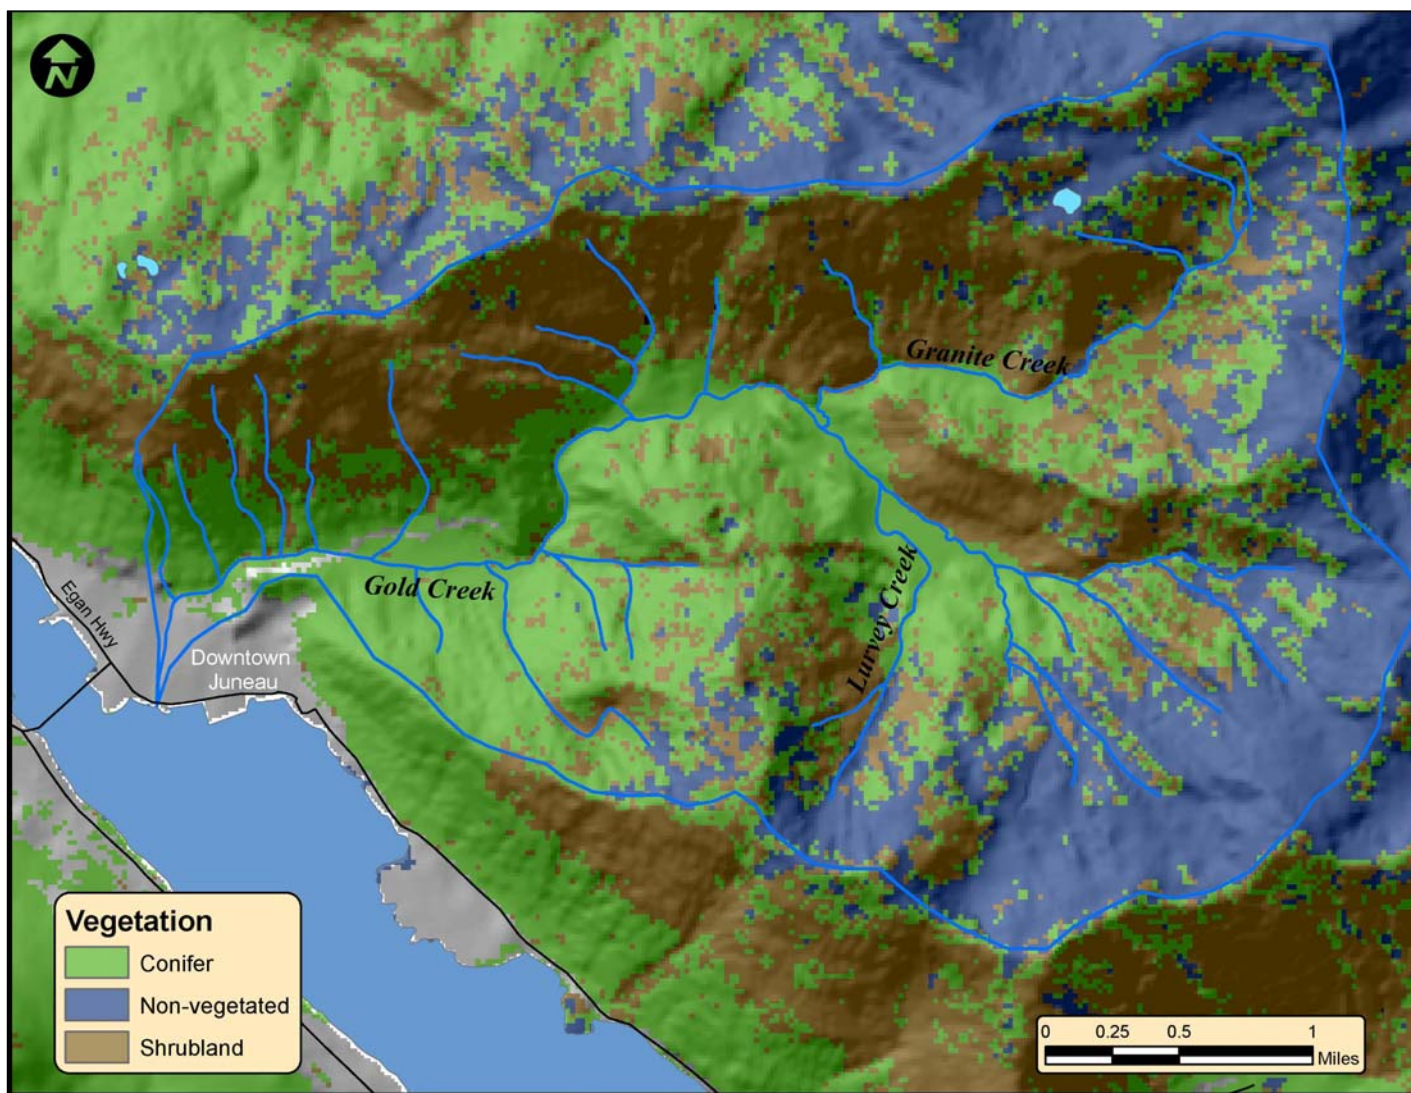 N
Granite Creek
Gold Creek
Lurvey Creek
Egan Hwy
Downtown
Juneau
Vegetation
Conifer
Non-vegetated
Shrubland
0 0.25 0.5 1
Miles